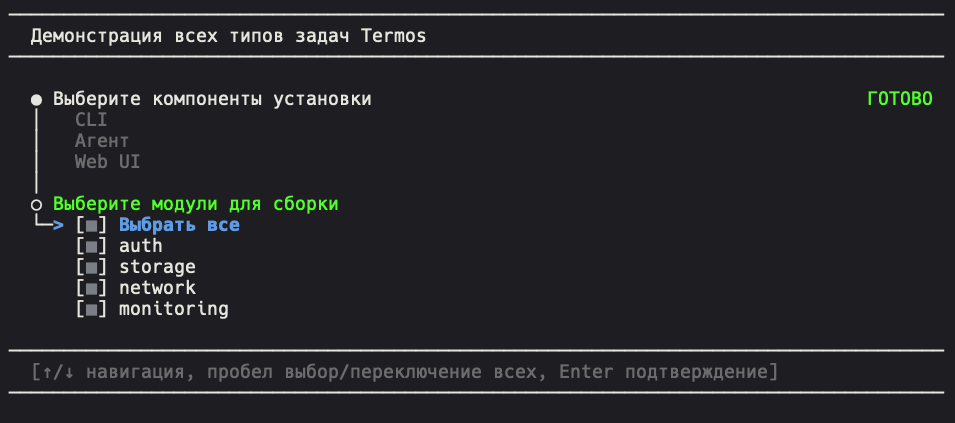 Демонстрация всех типов задач Termos
● Выберите компоненты установки ГОТОВО
CLI
Агент
Web UI
○ Выберите модули для сборки
└─> [■] Выбрать все
[■] auth
[■] storage
[■] network
[■] monitoring
[↑/↓ навигация, пробел выбор/переключение всех, Enter подтверждение]